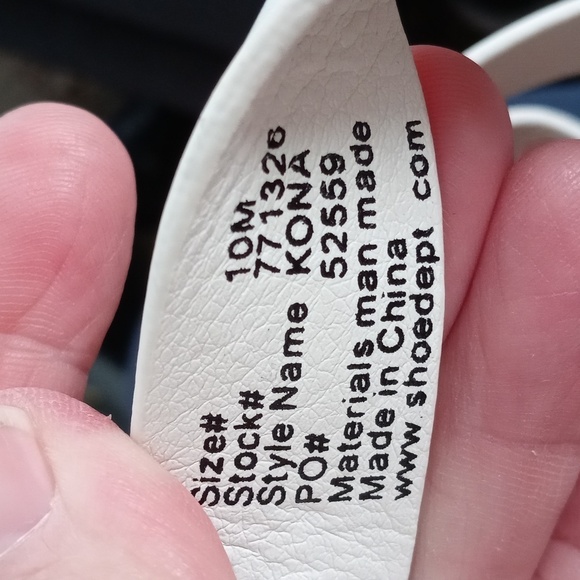 Size# 10M
Stock# 771326
Style Name KONA
PO# 52559
Materials man made
Made in China
www shoedept com